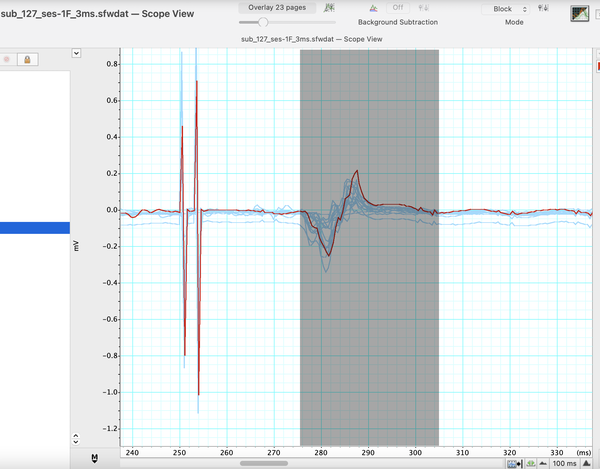 sub_127_ses-1F_3ms.sfwdat — Scope View
Overlay 23 pages
Off
Block
Background Subtraction
Mode
sub_127_ses-1F_3ms.sfwdat — Scope View
0.8
0.6
0.4
0.2
0.0
-0.2
-0.4
-0.6
-0.8
-1.0
-1.2
mV
240 250 260 270 280 290 300 310 320 330 (ms)
M
100 ms